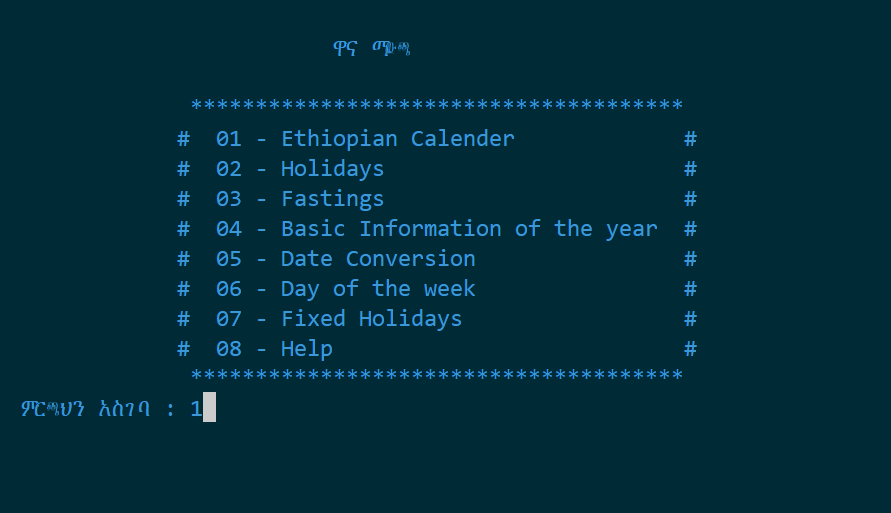 ዋና ማውጫ
**************************************
# 01 - Ethiopian Calender #
# 02 - Holidays #
# 03 - Fastings #
# 04 - Basic Information of the year #
# 05 - Date Conversion #
# 06 - Day of the week #
# 07 - Fixed Holidays #
# 08 - Help #
**************************************
ምርጫህን አስገባ : 1